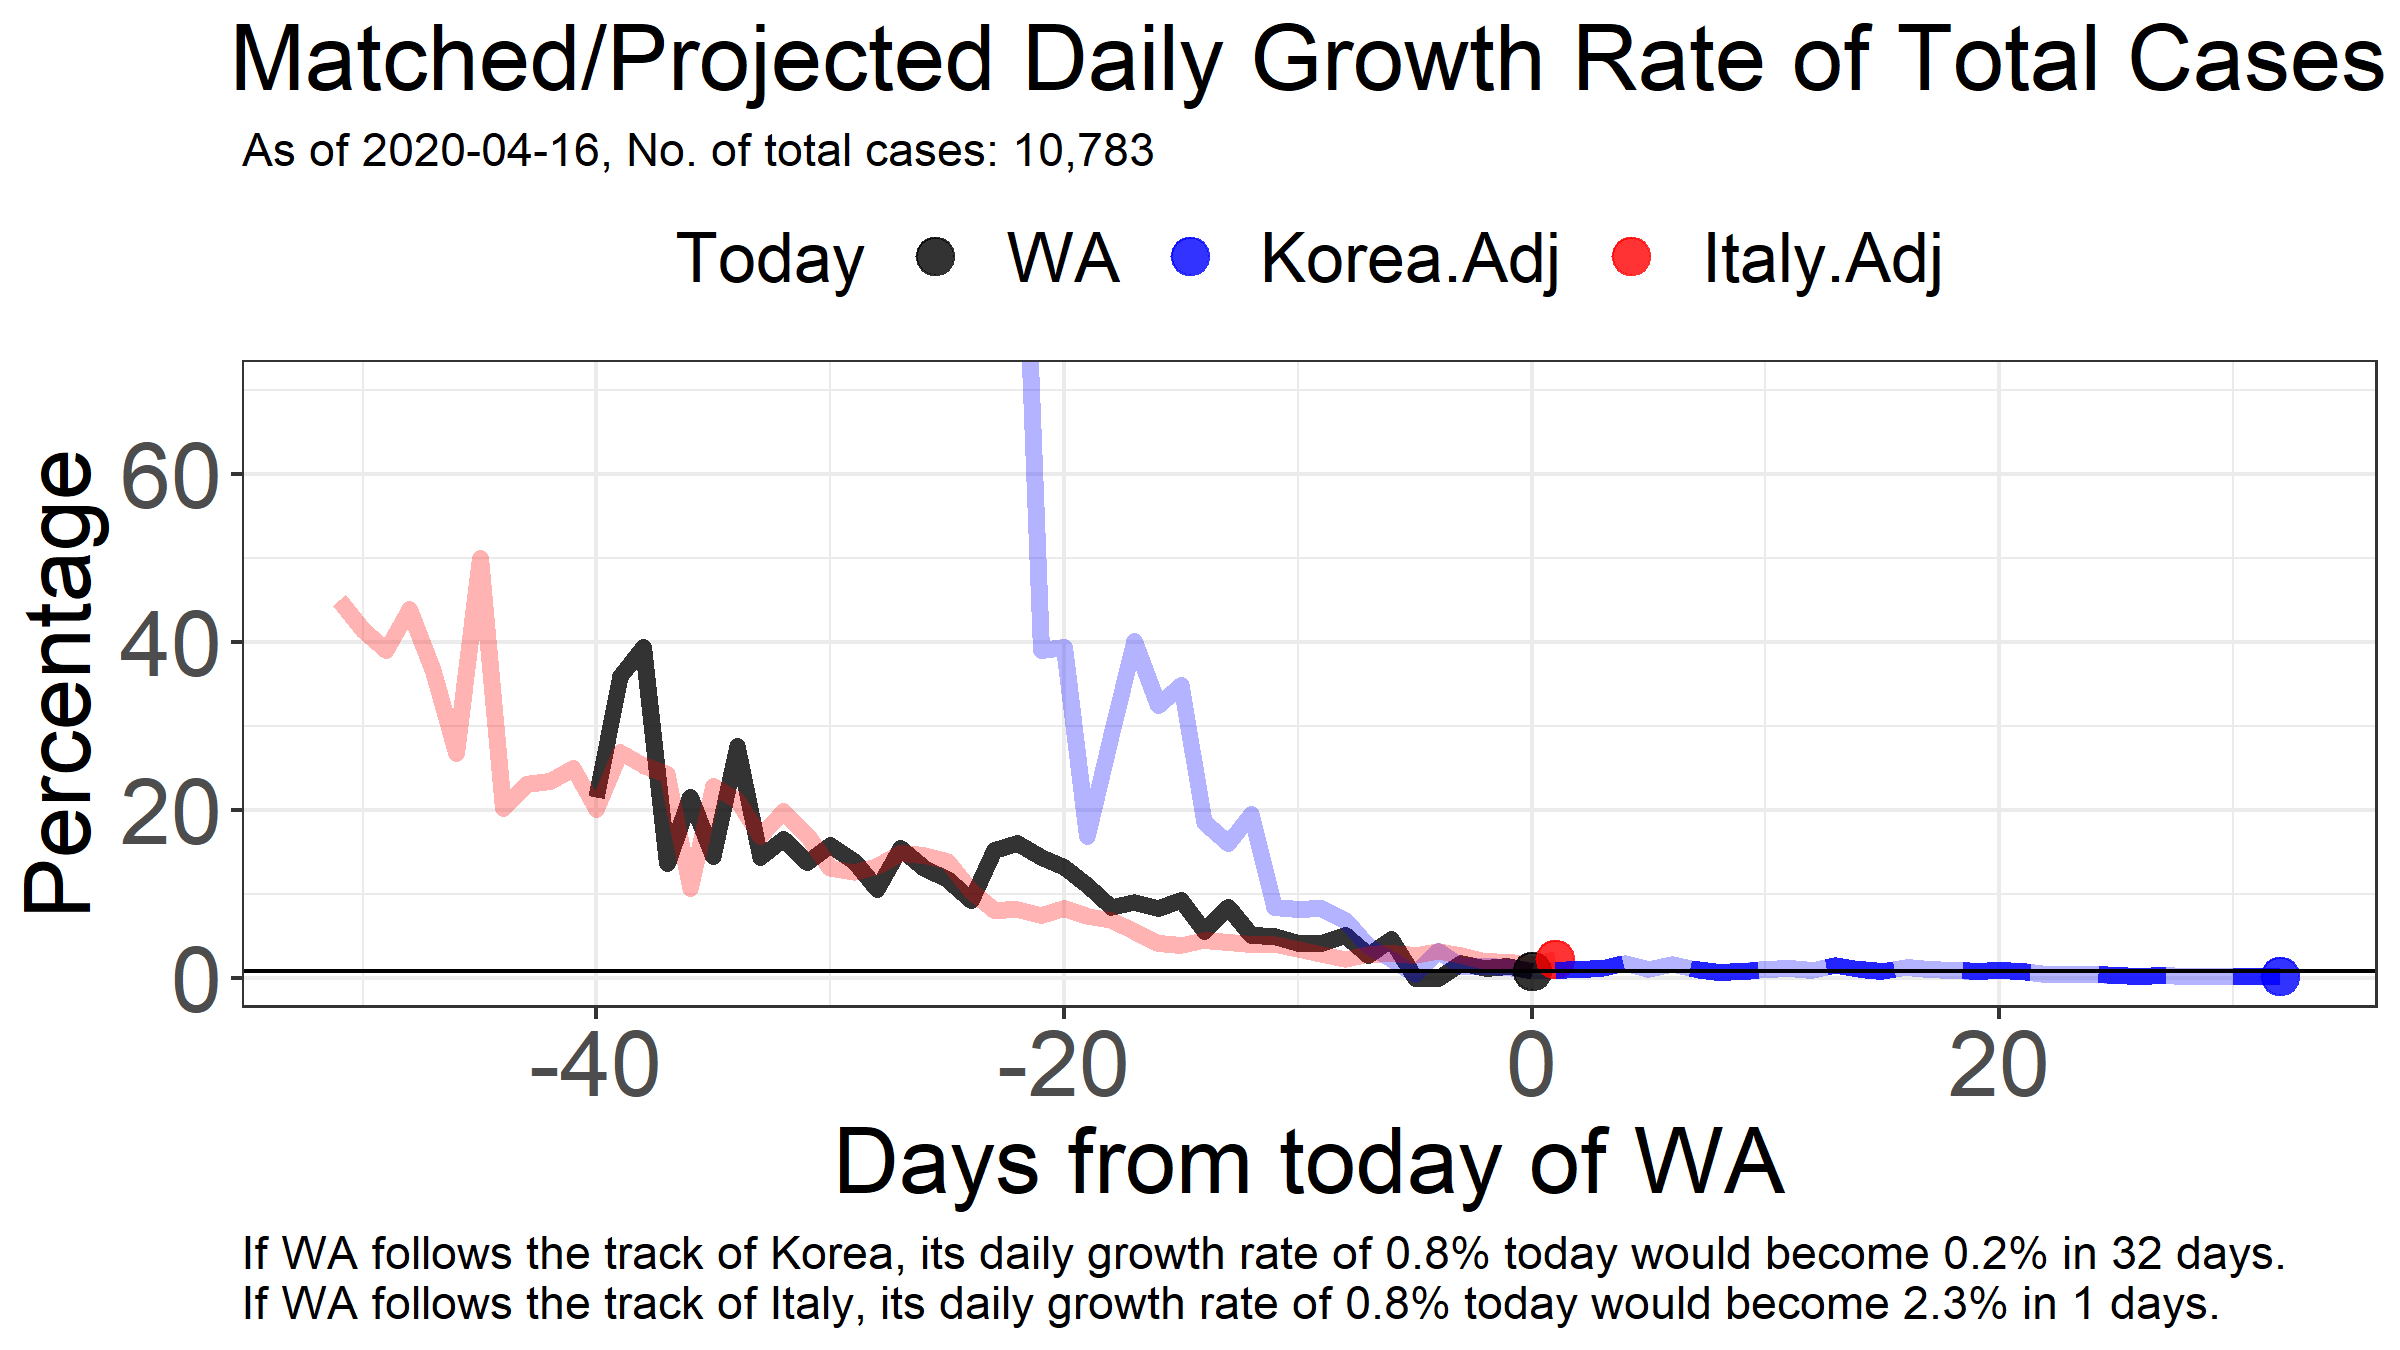 Matched/Projected Daily Growth Rate of Total Cases
As of 2020-04-16, No. of total cases: 10,783
Today WA Korea.Adj Italy.Adj
Percentage
60
40
20
0
-40 -20 0 20
Days from today of WA
If WA follows the track of Korea, its daily growth rate of 0.8% today would become 0.2% in 32 days.
If WA follows the track of Italy, its daily growth rate of 0.8% today would become 2.3% in 1 days.